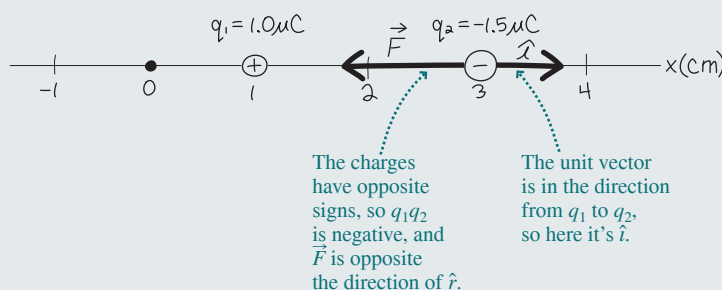 q₁ = 1.0μC
q₂ = -1.5μC
F⃗
î
-1 0 1 2 3 4 x(cm)
+
−
The charges
have opposite
signs, so q₁q₂
is negative, and
F⃗ is opposite
the direction of r̂.
The unit vector
is in the direction
from q₁ to q₂,
so here it's î.